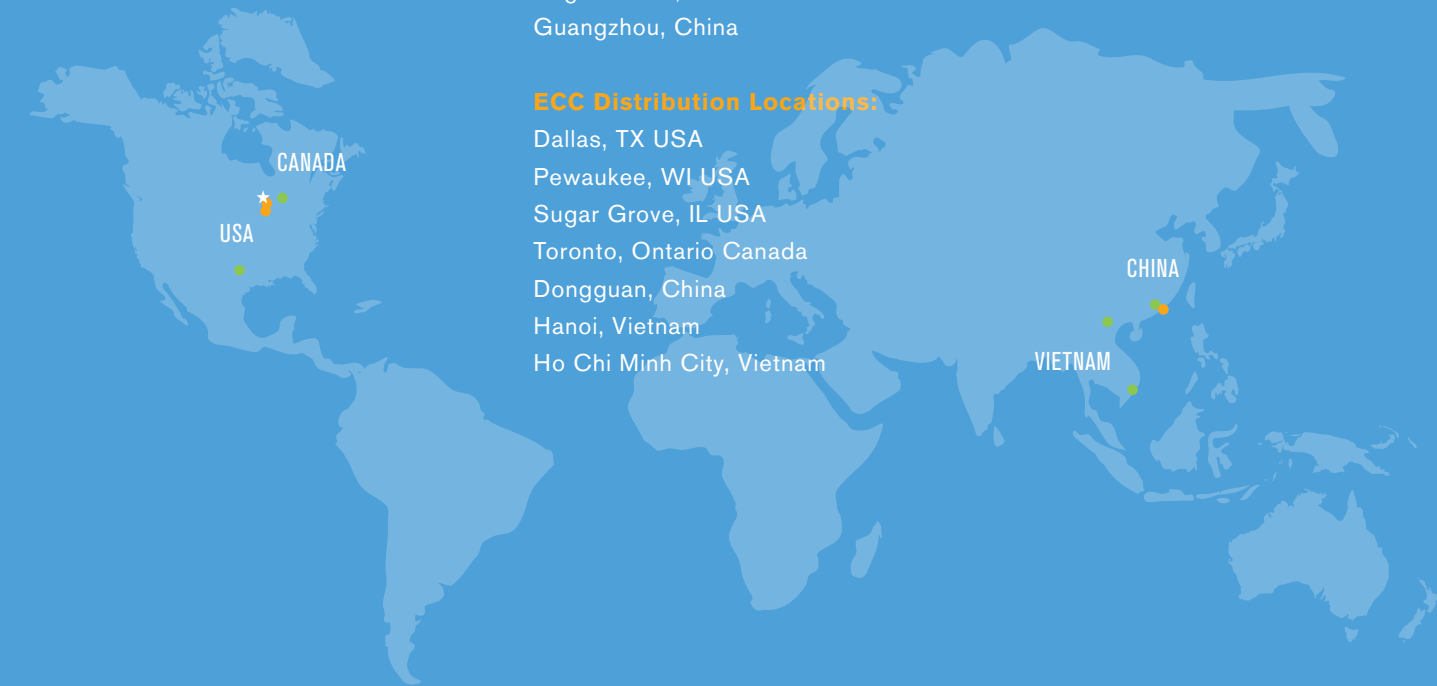 Guangzhou, China
ECC Distribution Locations:
Dallas, TX USA
Pewaukee, WI USA
Sugar Grove, IL USA
Toronto, Ontario Canada
Dongguan, China
Hanoi, Vietnam
Ho Chi Minh City, Vietnam
CANADA
USA
CHINA
VIETNAM